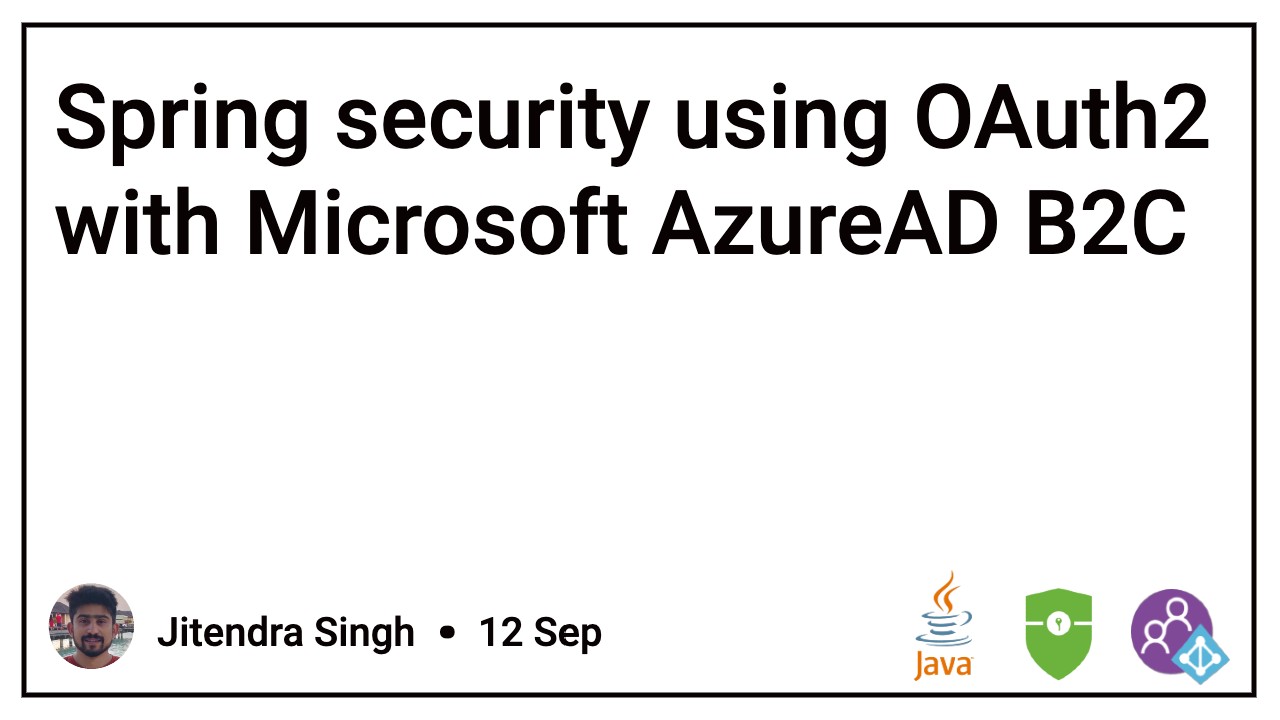 Spring security using OAuth2
with Microsoft AzureAD B2C
Jitendra Singh • 12 Sep
Java